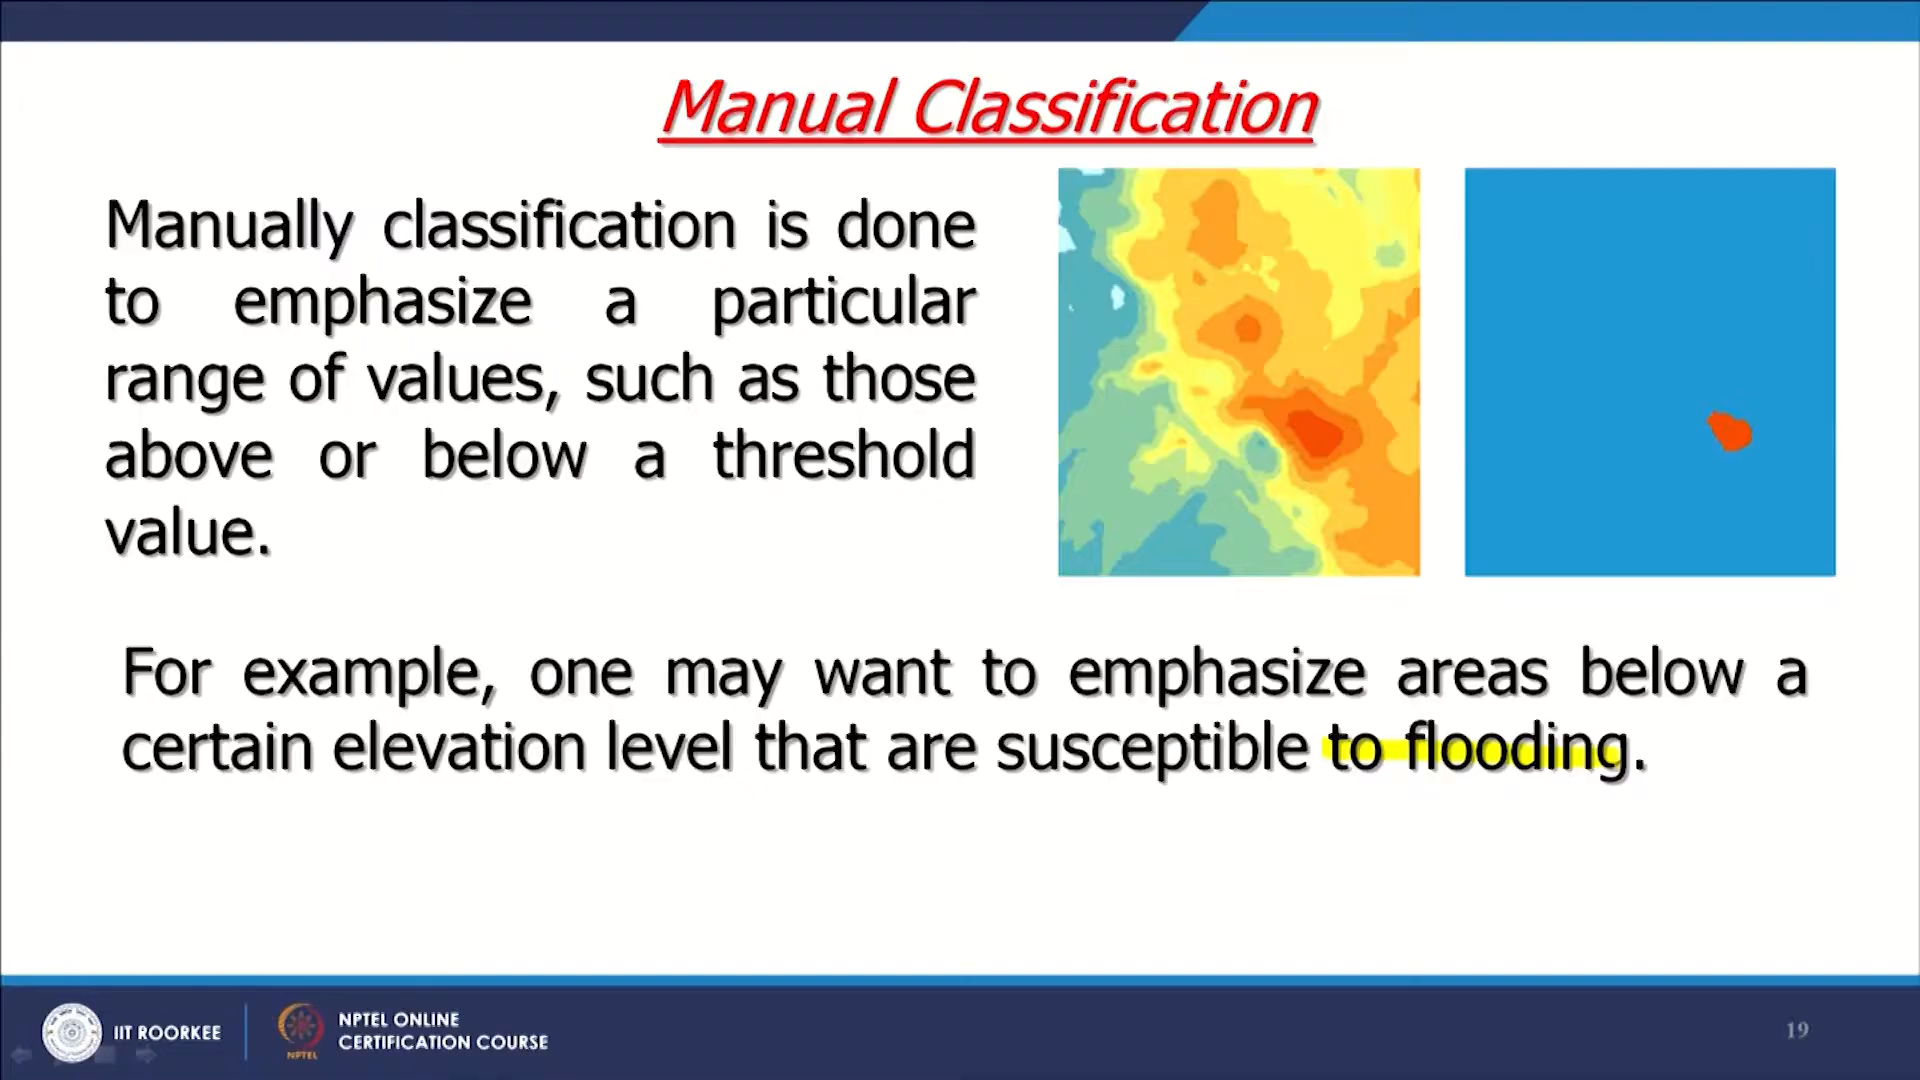 Manual Classification
Manually classification is done
to emphasize a particular
range of values, such as those
above or below a threshold
value.
For example, one may want to emphasize areas below a
certain elevation level that are susceptible to flooding.
IIT ROORKEE
NPTEL
NPTEL ONLINE
CERTIFICATION COURSE
19